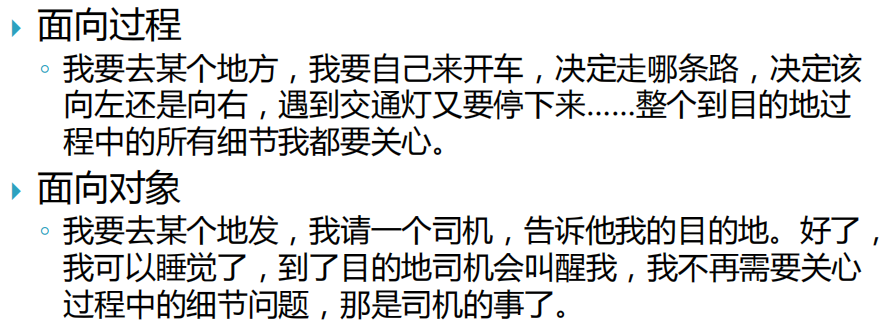 面向过程
我要去某个地方，我要自己来开车，决定走哪条路，决定该
向左还是向右，遇到交通灯又要停下来……整个到目的地过
程中的所有细节我都要关心。
面向对象
我要去某个地发，我请一个司机，告诉他我的目的地。好了，
我可以睡觉了，到了目的地司机会叫醒我，我不再需要关心
过程中的细节问题，那是司机的事了。